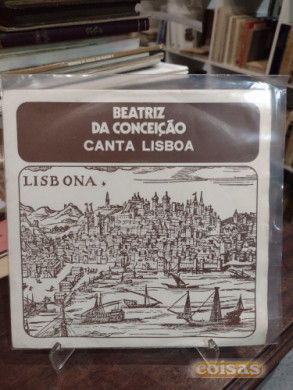 BEATRIZ
DA CONCEIÇÃO
CANTA LISBOA
LISBONA.
coisas